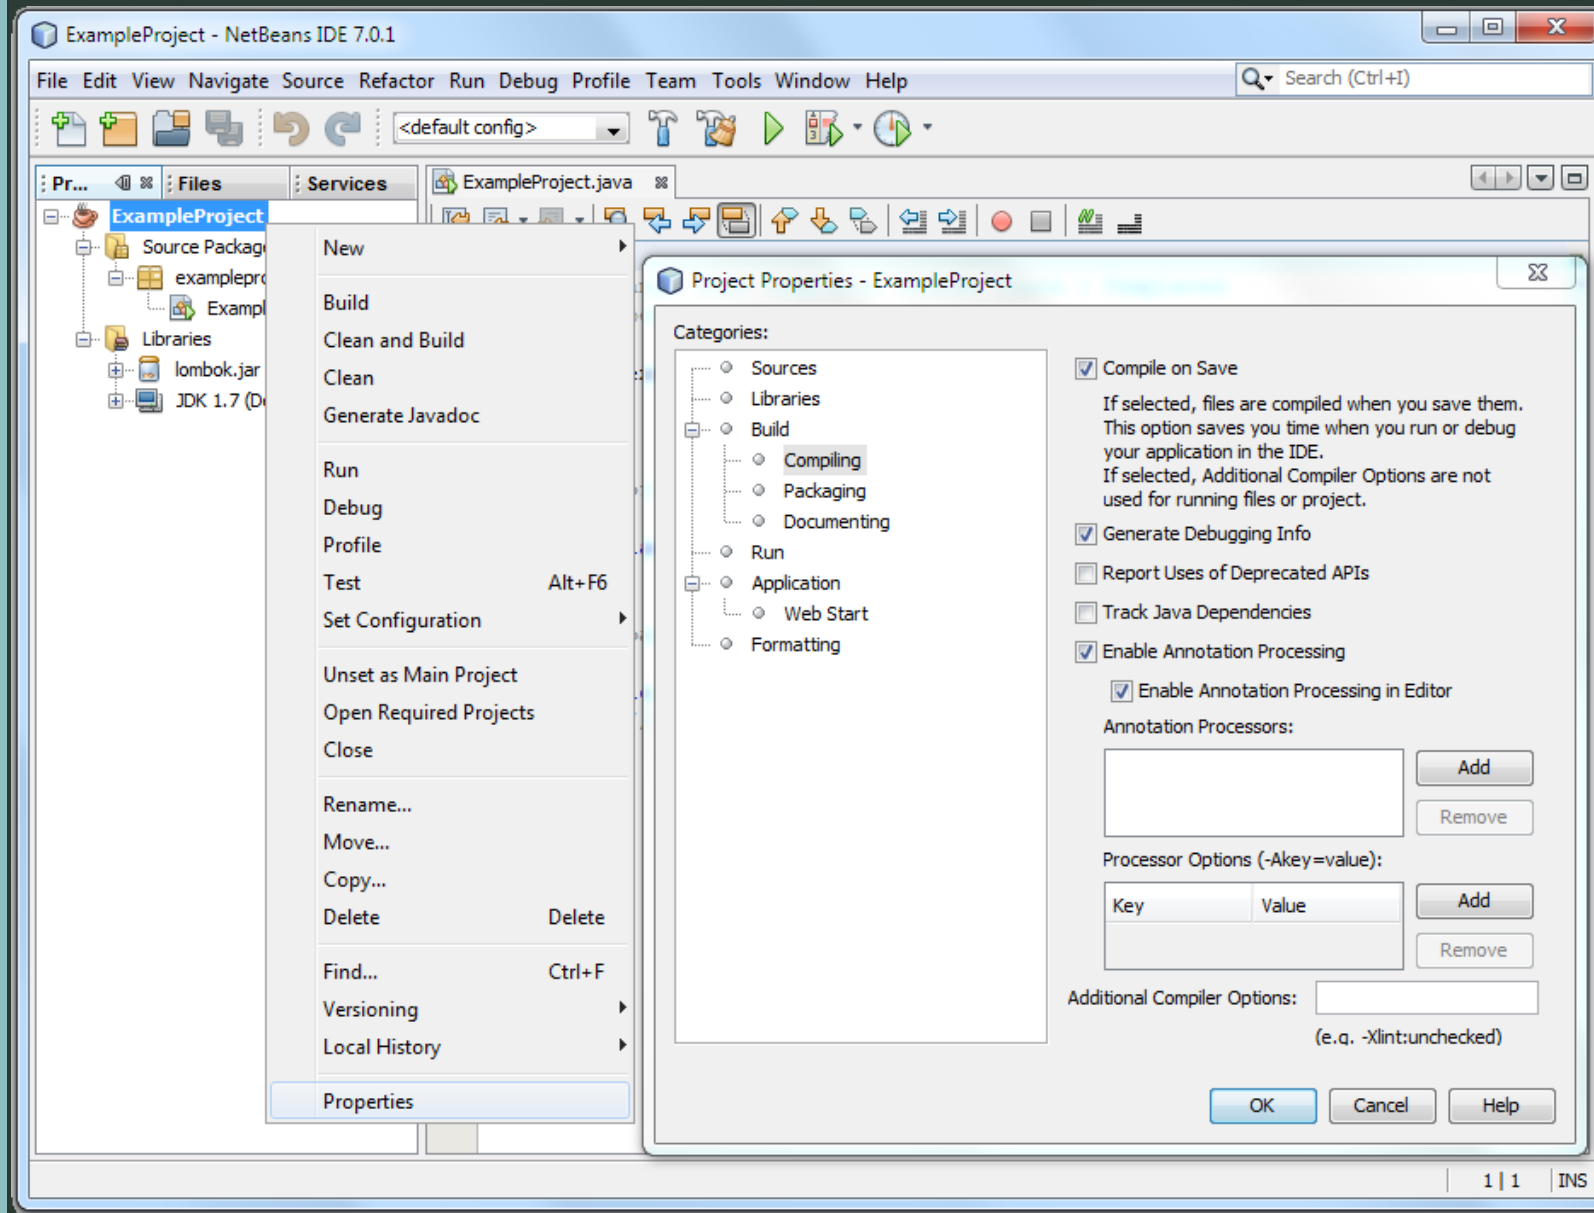 ExampleProject - NetBeans IDE 7.0.1
File Edit View Navigate Source Refactor Run Debug Profile Team Tools Window Help
Search (Ctrl+I)
<default config>
Pr...
Files
Services
ExampleProject.java
ExampleProject
Source Package
examplepro
Exampl
Libraries
lombok.jar
JDK 1.7 (De
New
Build
Clean and Build
Clean
Generate Javadoc
Run
Debug
Profile
Test Alt+F6
Set Configuration
Unset as Main Project
Open Required Projects
Close
Rename...
Move...
Copy...
Delete Delete
Find... Ctrl+F
Versioning
Local History
Properties
Project Properties - ExampleProject
Categories:
Sources
Libraries
Build
Compiling
Packaging
Documenting
Run
Application
Web Start
Formatting
Compile on Save
If selected, files are compiled when you save them.
This option saves you time when you run or debug
your application in the IDE.
If selected, Additional Compiler Options are not
used for running files or project.
Generate Debugging Info
Report Uses of Deprecated APIs
Track Java Dependencies
Enable Annotation Processing
Enable Annotation Processing in Editor
Annotation Processors:
Add
Remove
Processor Options (-Akey=value):
Key Value
Add
Remove
Additional Compiler Options:
(e.g. -Xlint:unchecked)
OK Cancel Help
1 | 1 INS